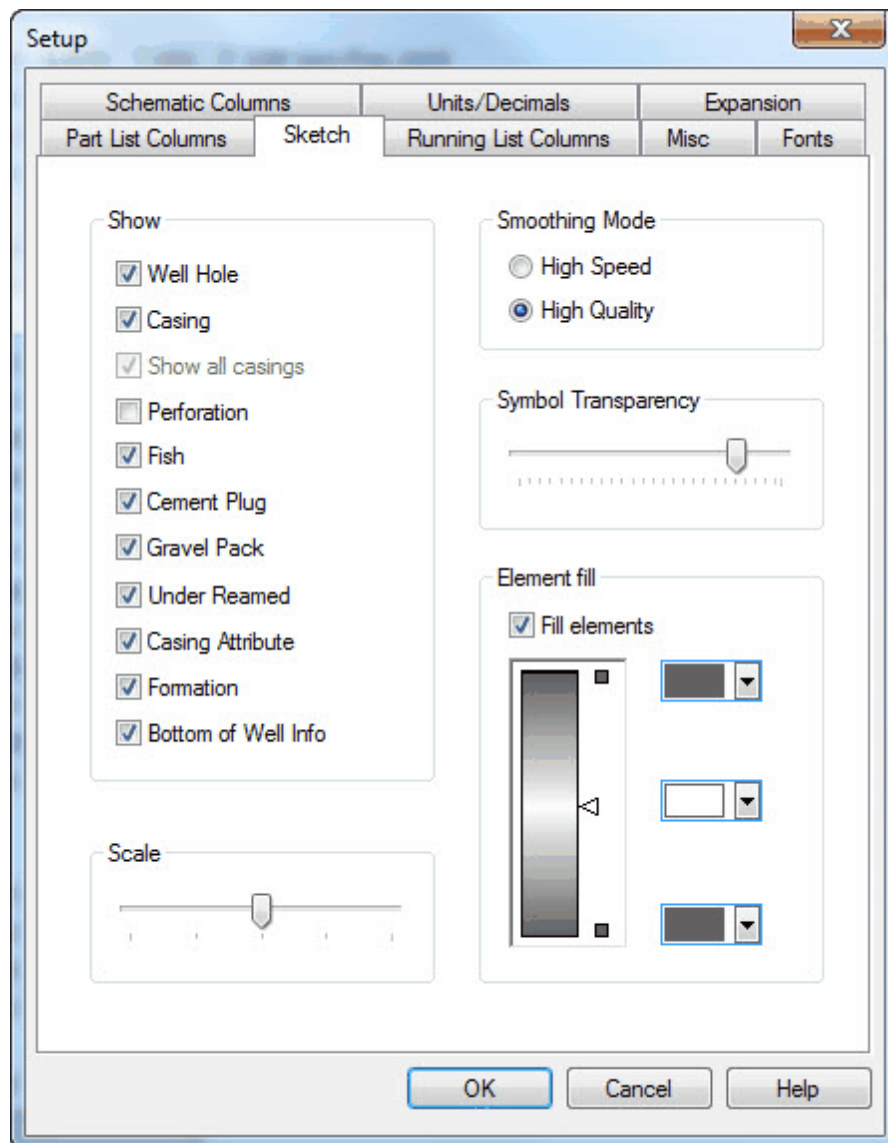 Setup
Schematic Columns Units/Decimals Expansion
Part List Columns Sketch Running List Columns Misc Fonts
Show
Well Hole
Casing
Show all casings
Perforation
Fish
Cement Plug
Gravel Pack
Under Reamed
Casing Attribute
Formation
Bottom of Well Info
Scale
Smoothing Mode
High Speed
High Quality
Symbol Transparency
Element fill
Fill elements
OK Cancel Help